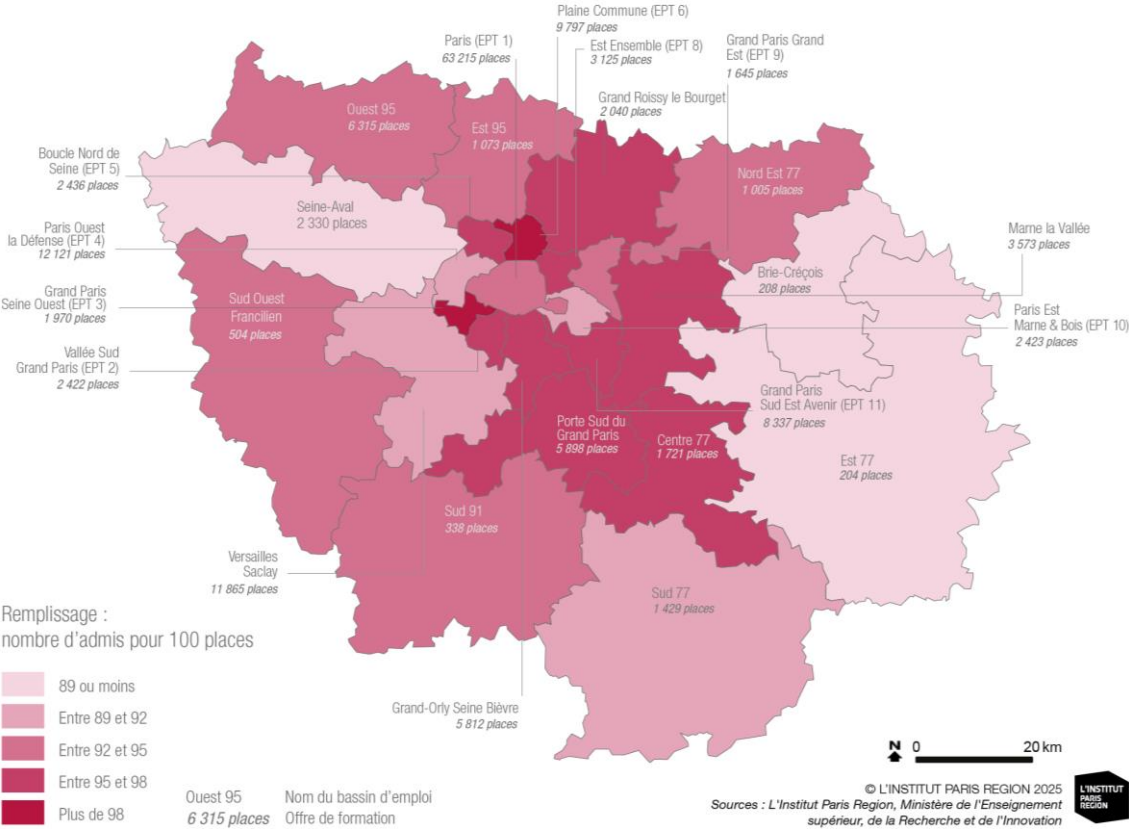 Plaine Commune (EPT 6)
9 797 places
Paris (EPT 1)
63 215 places
Est Ensemble (EPT 8)
3 125 places
Grand Paris Grand
Est (EPT 9)
1 645 places
Grand Roissy le Bourget
2 040 places
Ouest 95
6 315 places
Est 95
1 073 places
Boucle Nord de
Seine (EPT 5)
2 436 places
Nord Est 77
1 005 places
Seine-Aval
2 330 places
Paris Ouest
la Défense (EPT 4)
12 121 places
Marne la Vallée
3 573 places
Brie-Créçois
208 places
Grand Paris
Seine Ouest (EPT 3)
1 970 places
Sud Ouest
Francilien
504 places
Paris Est
Marne & Bois (EPT 10)
2 423 places
Vallée Sud
Grand Paris (EPT 2)
2 422 places
Grand Paris
Sud Est Avenir (EPT 11)
8 337 places
Porte Sud du
Grand Paris
5 898 places
Centre 77
1 721 places
Est 77
204 places
Sud 91
338 places
Versailles
Saclay
11 865 places
Sud 77
1 429 places
Grand-Orly Seine Bièvre
5 812 places
Remplissage :
nombre d'admis pour 100 places
89 ou moins
Entre 89 et 92
Entre 92 et 95
Entre 95 et 98
Plus de 98
Ouest 95 Nom du bassin d'emploi
6 315 places Offre de formation
N 0 20 km
© L'INSTITUT PARIS REGION 2025
Sources : L'Institut Paris Region, Ministère de l'Enseignement
supérieur, de la Recherche et de l'Innovation
L'INSTITUT
PARIS
REGION